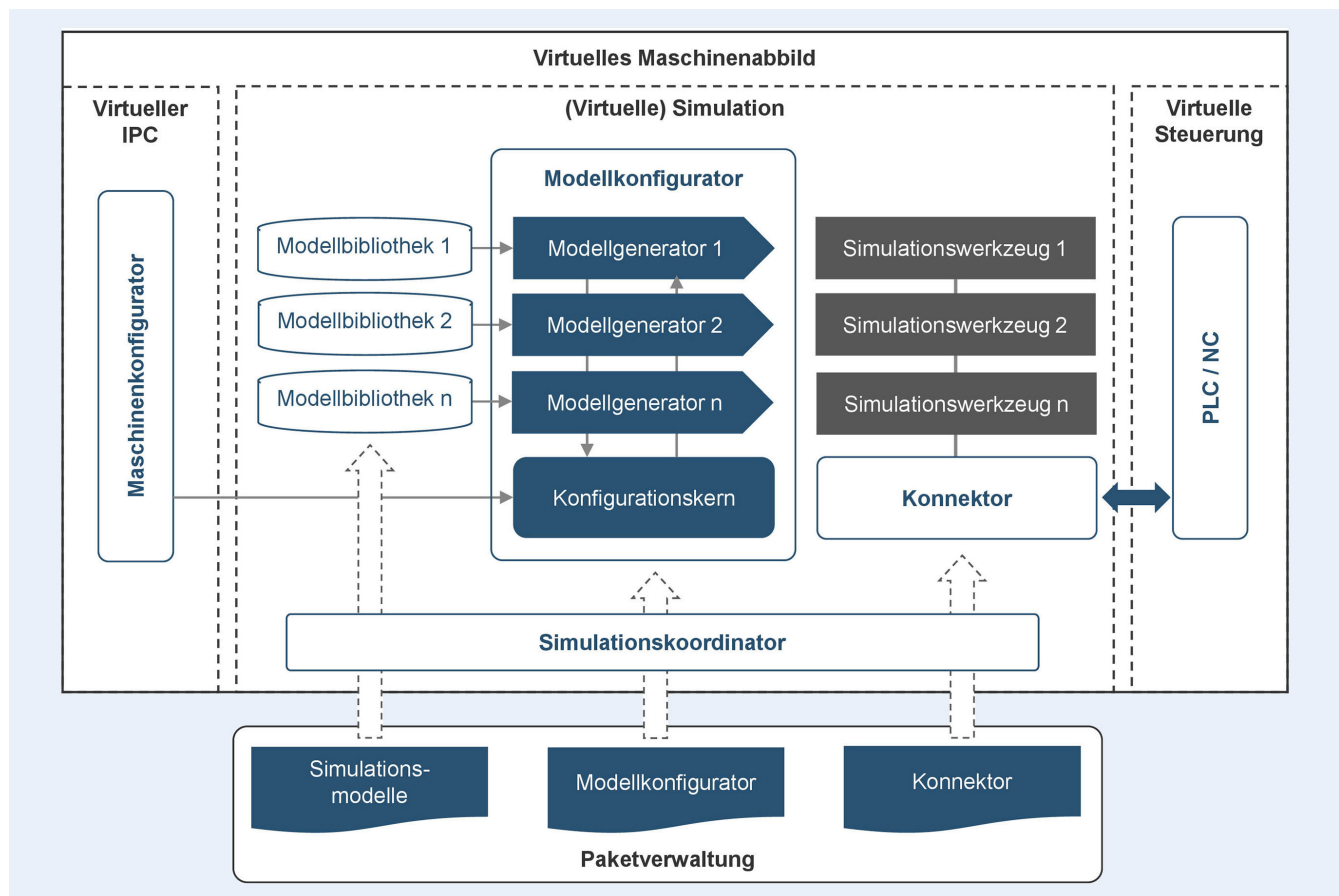 Virtuelles Maschinenabbild
Virtueller
IPC
(Virtuelle) Simulation
Virtuelle
Steuerung
Maschinenkonfigurator
Modellkonfigurator
Modellbibliothek 1
Modellgenerator 1
Simulationswerkzeug 1
Modellbibliothek 2
Modellgenerator 2
Simulationswerkzeug 2
Modellbibliothek n
Modellgenerator n
Simulationswerkzeug n
Konfigurationskern
Konnektor
PLC / NC
Simulationskoordinator
Simulations-
modelle
Modellkonfigurator
Konnektor
Paketverwaltung